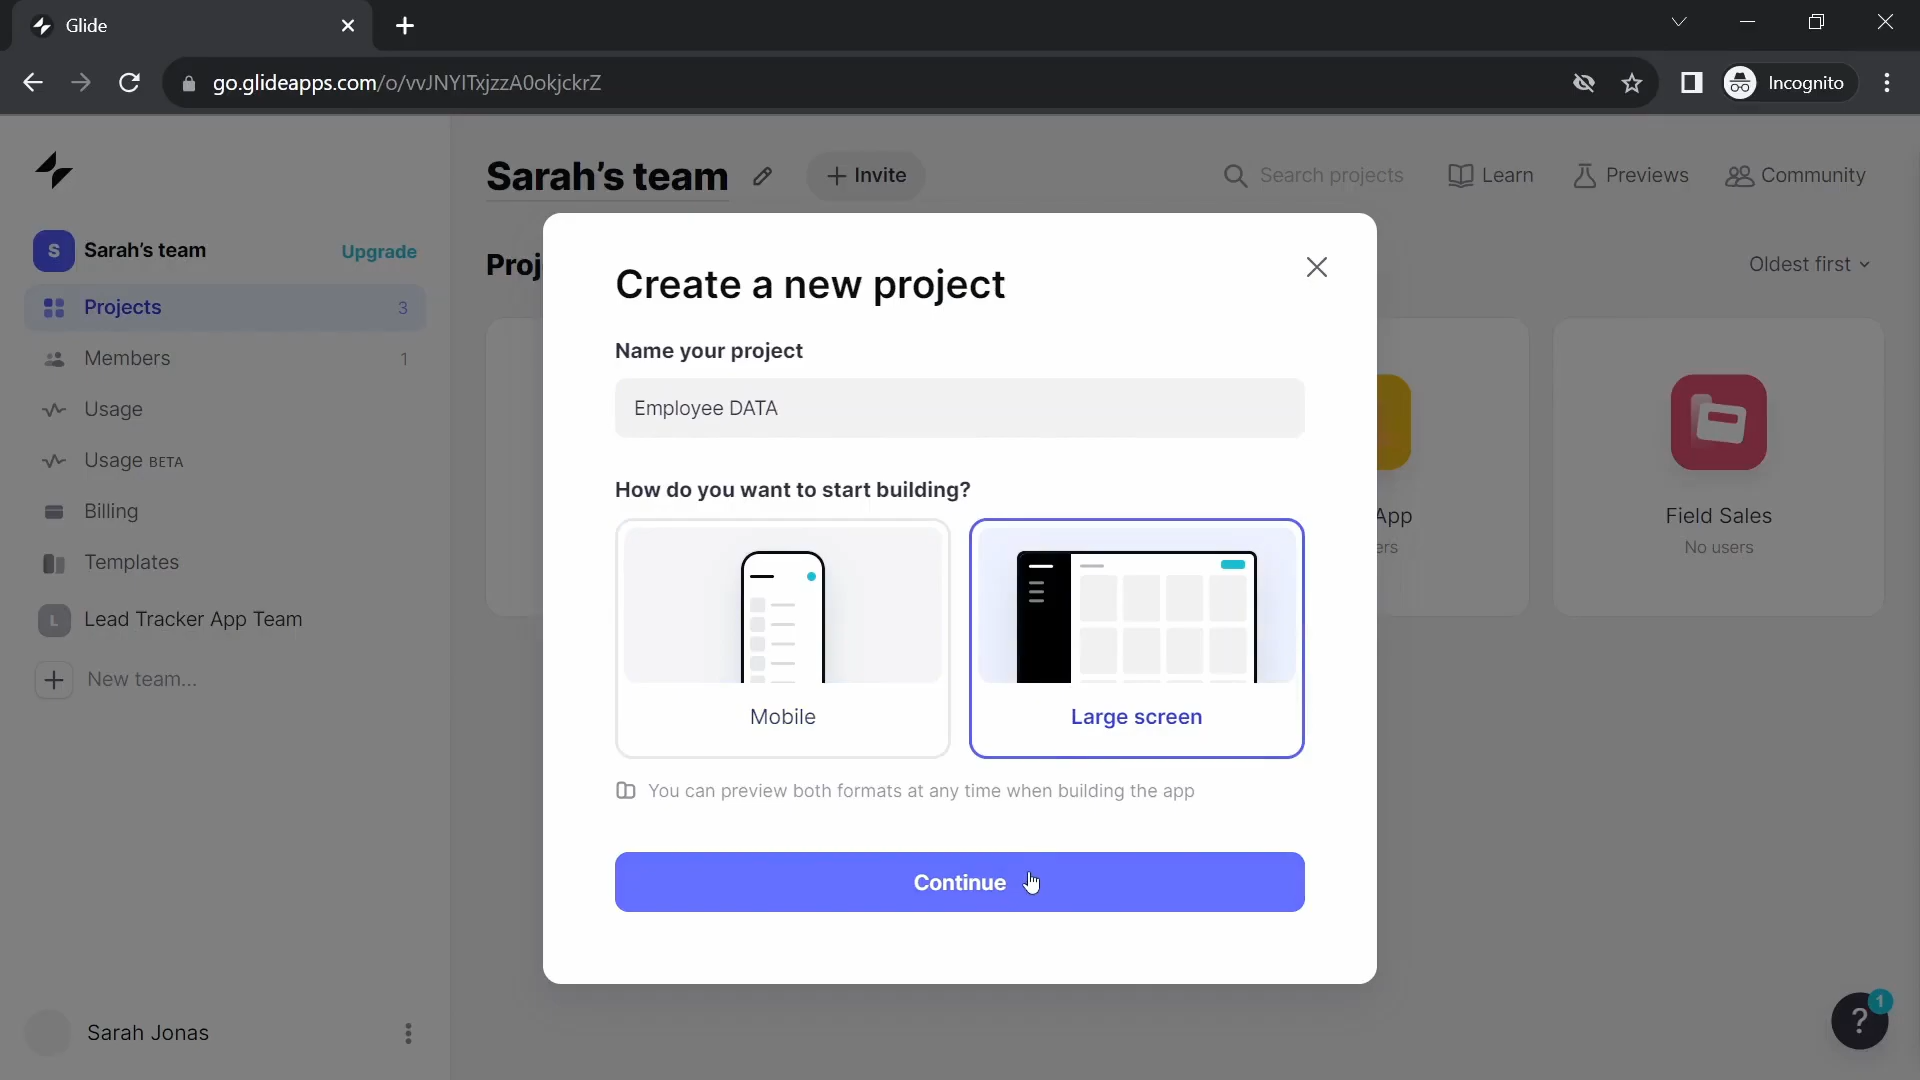 Glide
go.glideapps.com/o/vvJNYITxjzzA0okjckrZ
Incognito
Sarah's team
Invite
Search projects
Learn
Previews
Community
S
Sarah's team
Upgrade
Proj
Oldest first
Projects
3
Members
1
Usage
Usage BETA
Billing
Templates
L
Lead Tracker App Team
New team...
Create a new project
Name your project
Employee DATA
How do you want to start building?
Mobile
Large screen
You can preview both formats at any time when building the app
Continue
App
ers
Field Sales
No users
Sarah Jonas
?
1